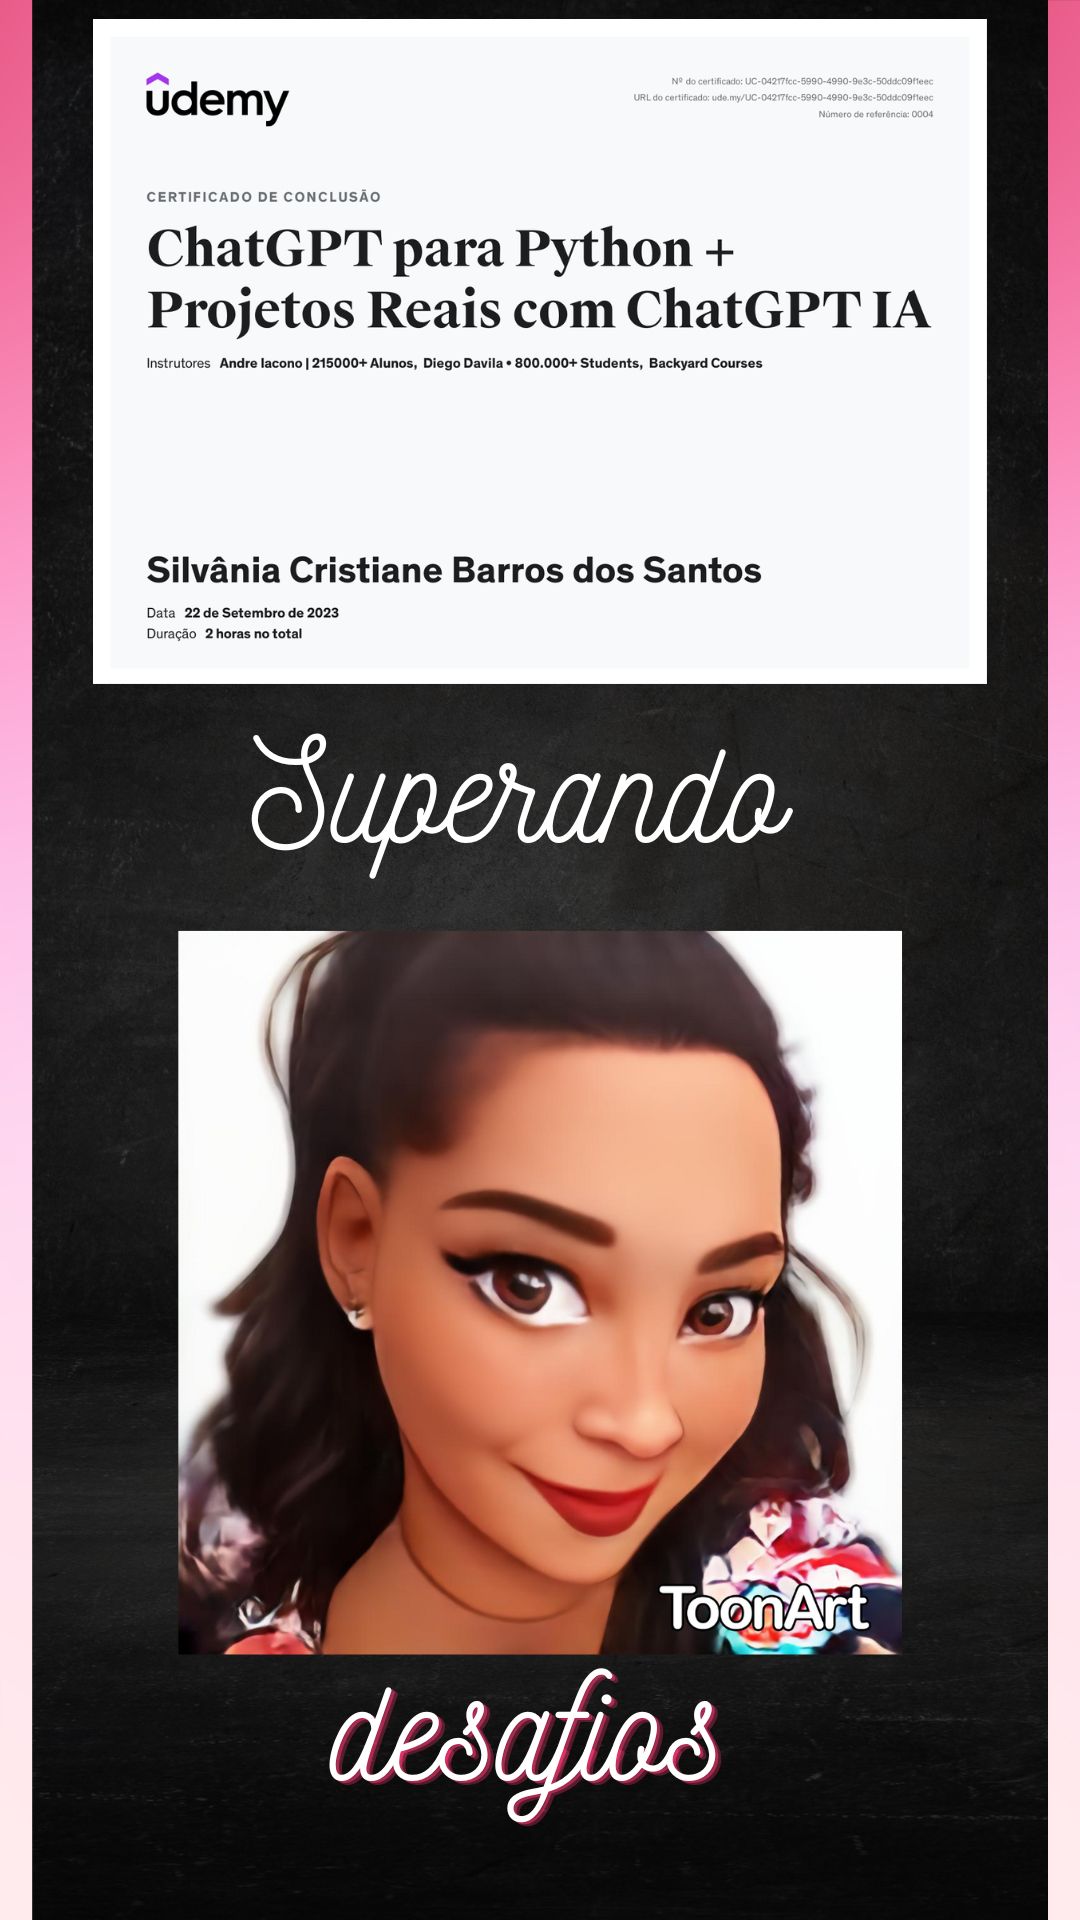 udemy
Nº do certificado: UC-04217fcc-5990-4990-9e3c-50ddc09f1eec
URL do certificado: ude.my/UC-04217fcc-5990-4990-9e3c-50ddc09f1eec
Número de referência: 0004
CERTIFICADO DE CONCLUSÃO
ChatGPT para Python +
Projetos Reais com ChatGPT IA
Instrutores Andre Iacono | 215000+ Alunos, Diego Davila • 800.000+ Students, Backyard Courses
Silvânia Cristiane Barros dos Santos
Data 22 de Setembro de 2023
Duração 2 horas no total
Superando
ToonArt
desafios